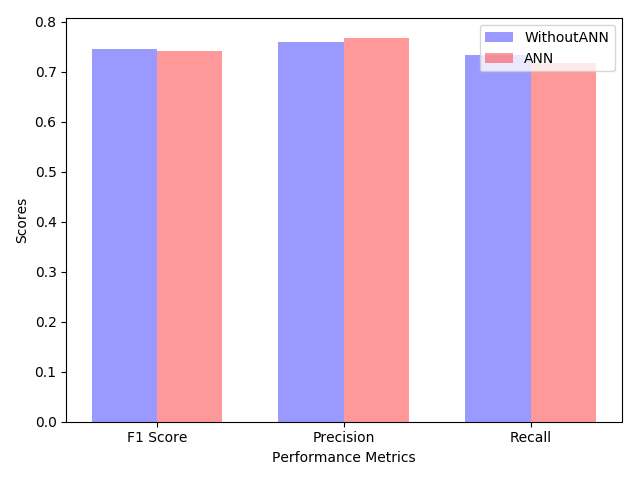 0.8
0.7
0.6
0.5
0.4
0.3
0.2
0.1
0.0
Scores
WithoutANN
ANN
F1 Score
Precision
Recall
Performance Metrics